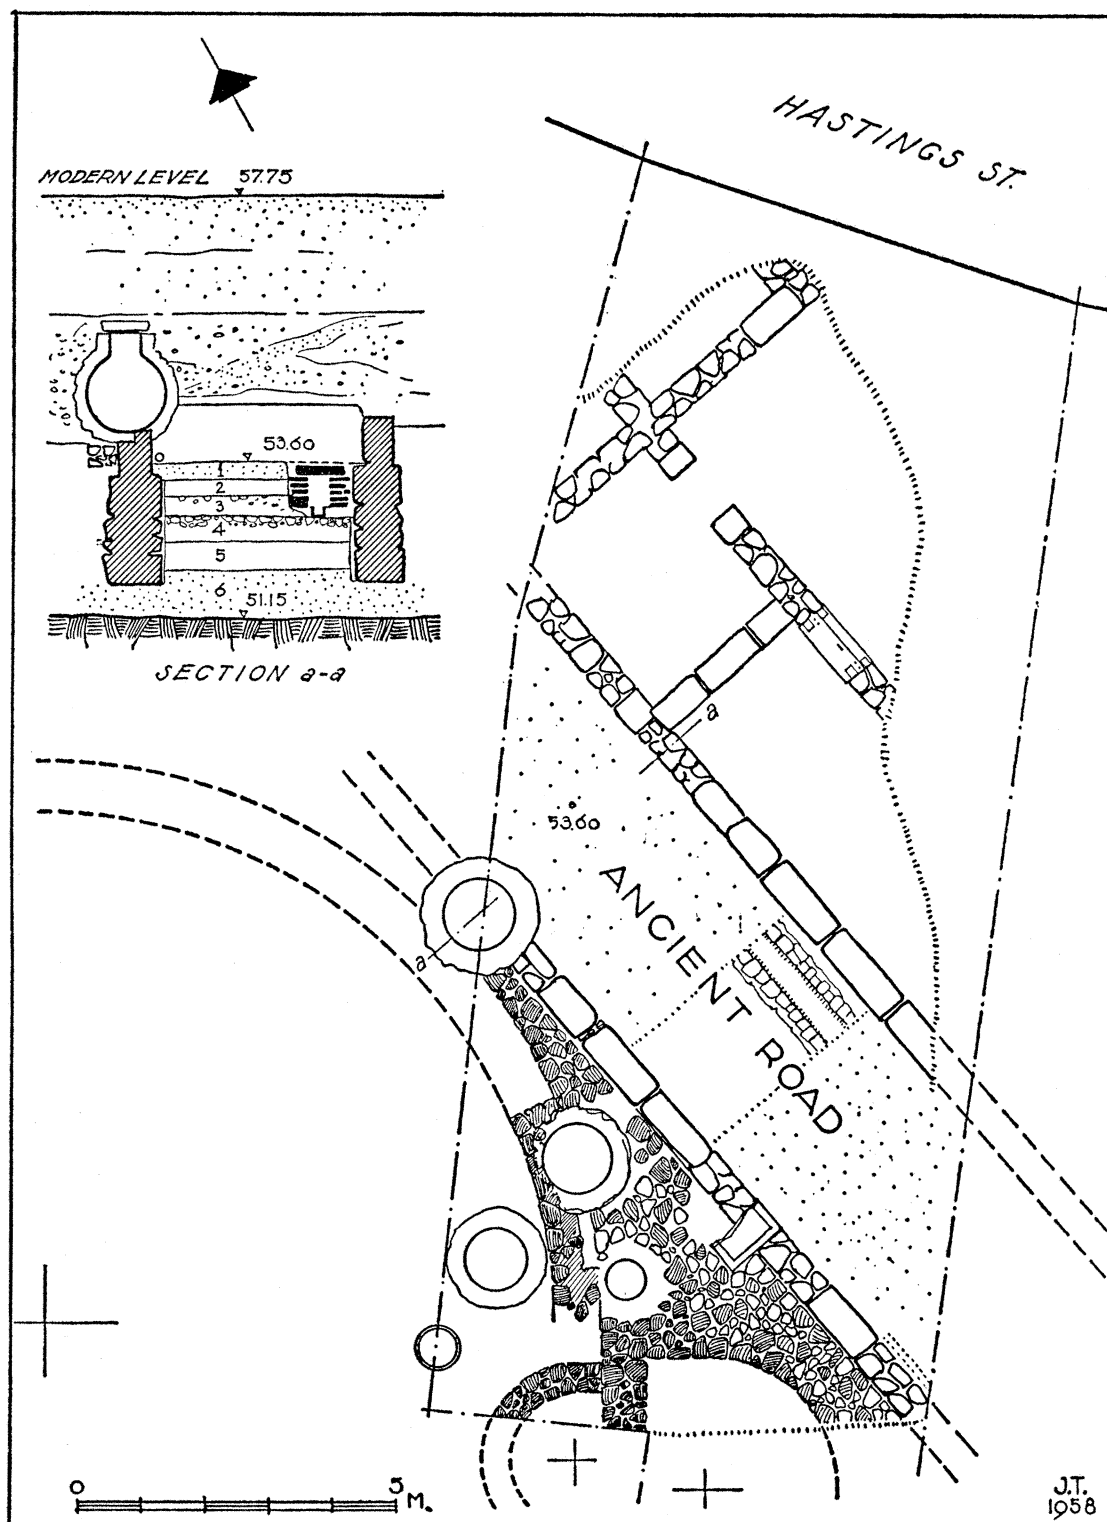 HASTINGS ST.
MODERN LEVEL 57.75
53.60
1
2
3
4
5
6
51.15
SECTION a-a
a
53.60
ANCIENT ROAD
a
0 5 M.
J.T.
1958